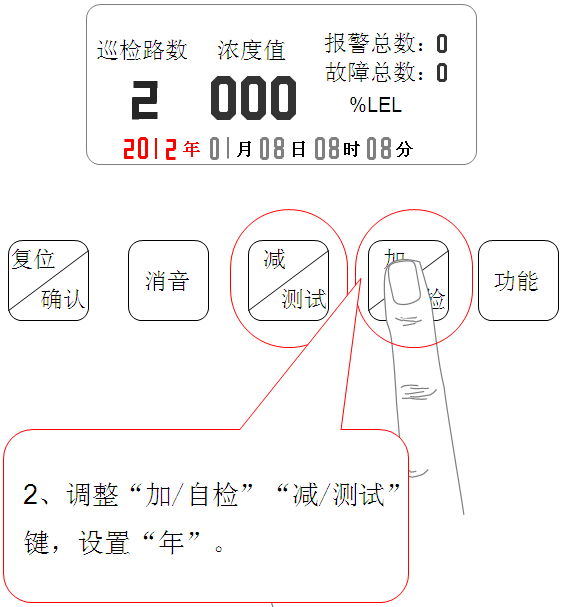 巡检路数 浓度值 报警总数：0
故障总数：0
2 000 %LEL
2012年01月08日08时08分
复位 确认
消音
减 测试
加 检
功能
2、调整“加/自检”“减/测试”
键，设置“年”。